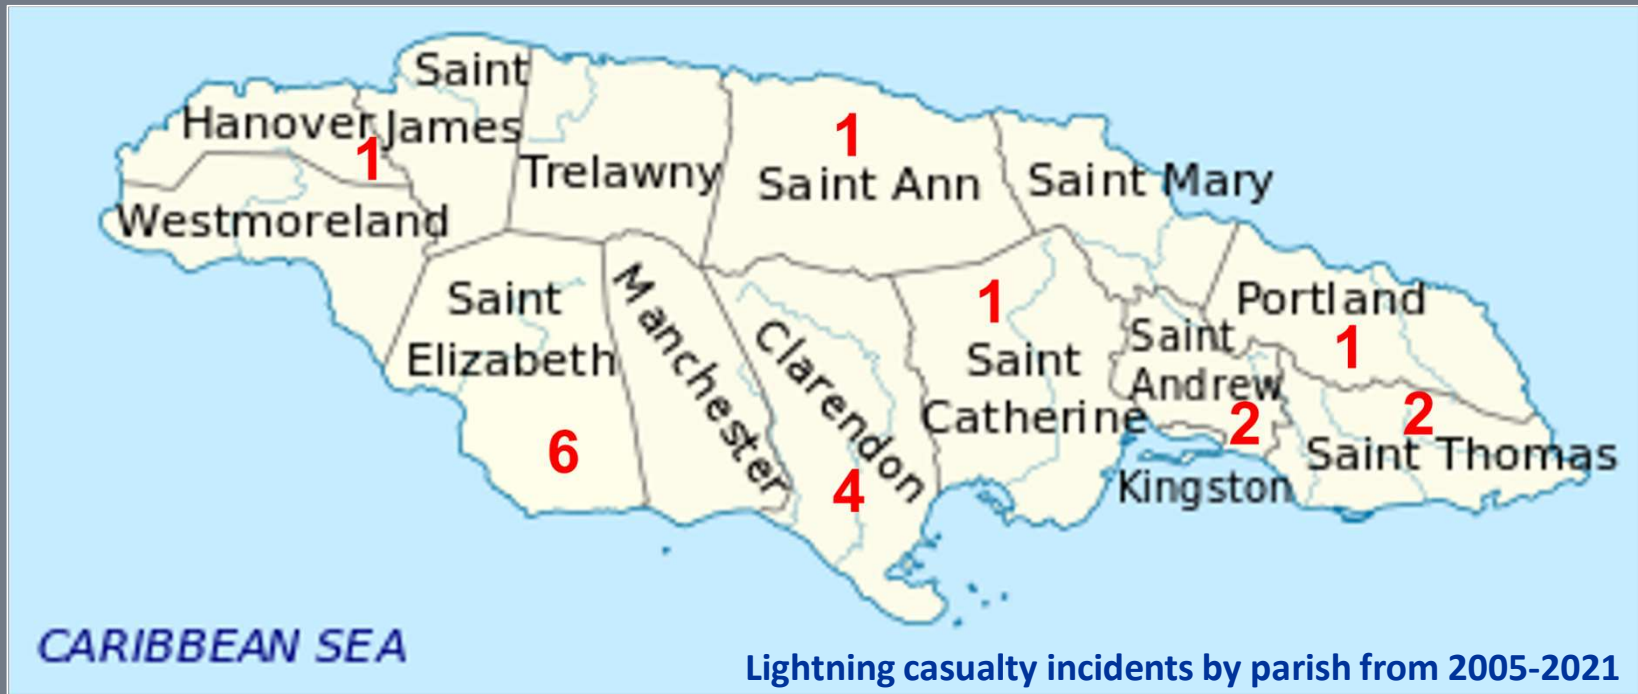 Saint
James
Hanover
1
Westmoreland
Trelawny
1
Saint Ann
Saint Mary
Saint
Elizabeth
6
Manchester
Clarendon
4
1
Saint
Catherine
Saint
Andrew
2
Kingston
Portland
1
2
Saint Thomas
CARIBBEAN SEA
Lightning casualty incidents by parish from 2005-2021